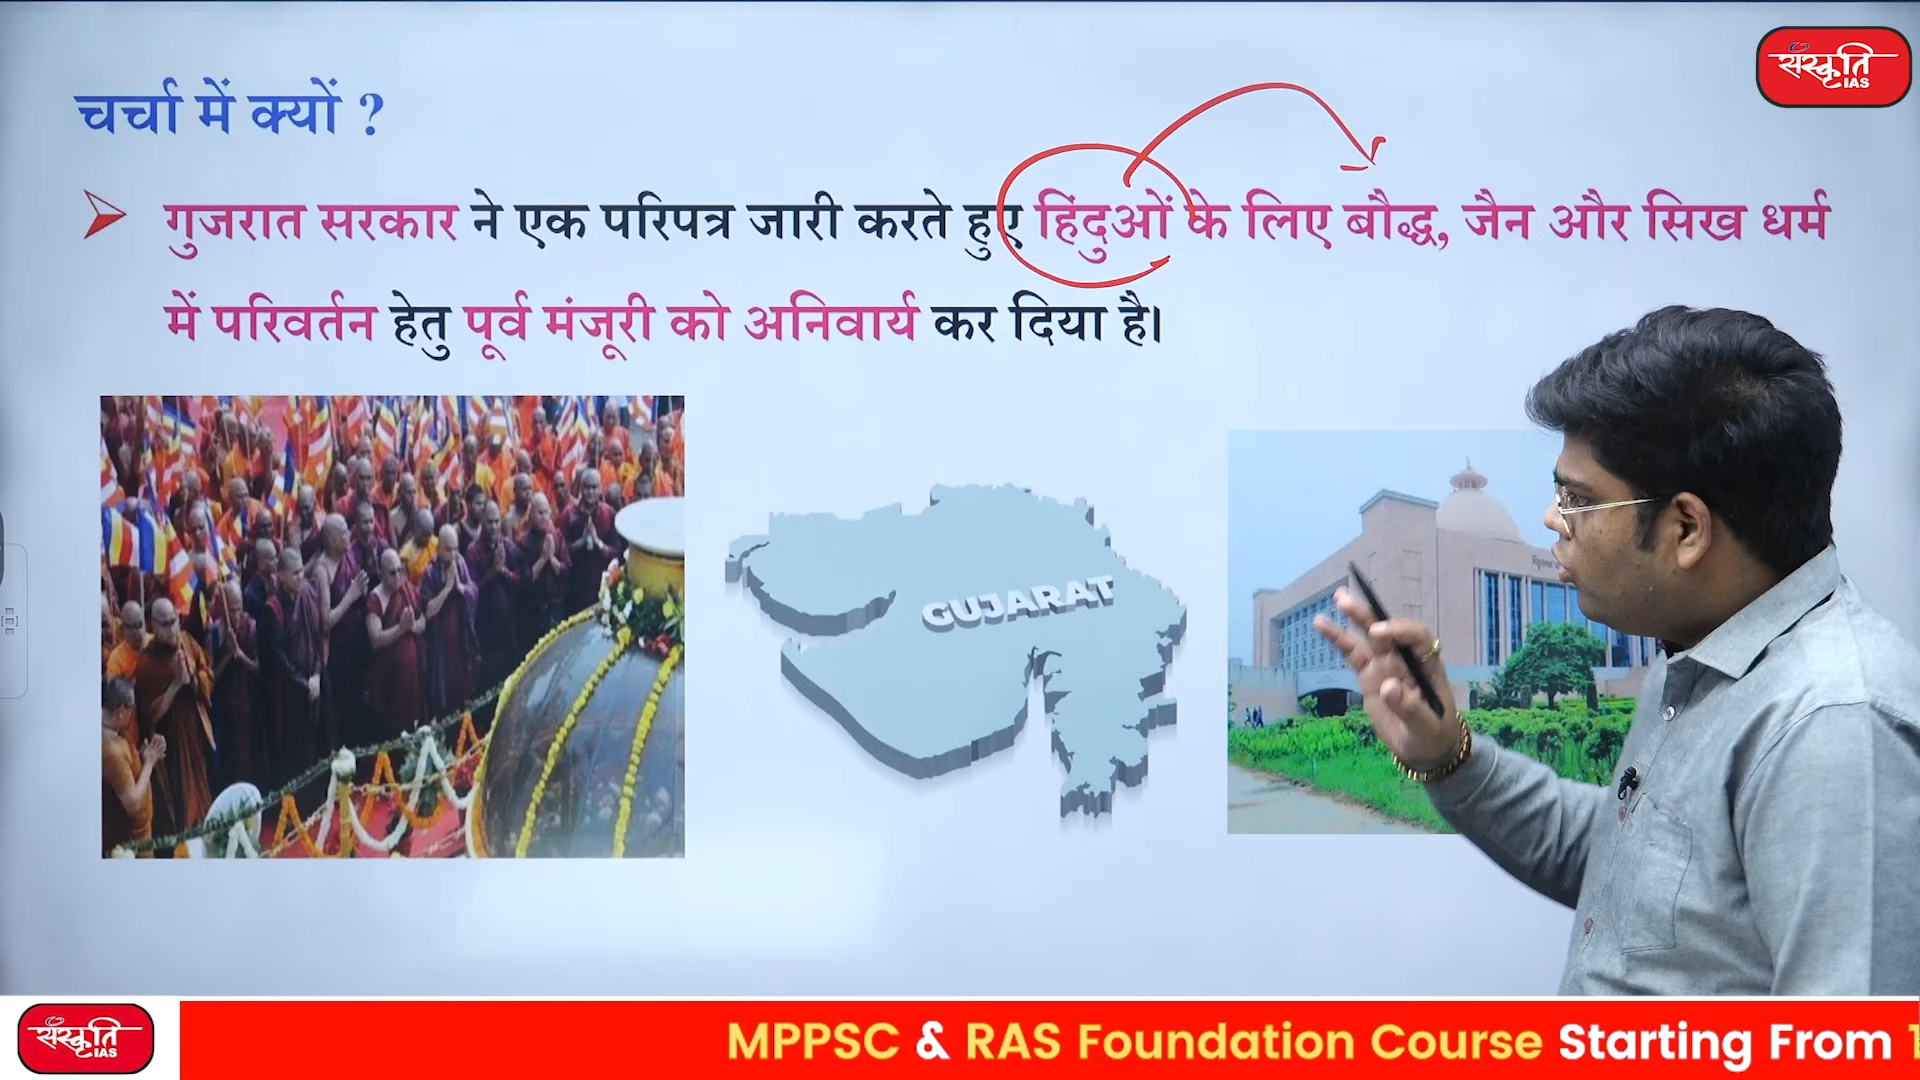 संस्कृति
IAS
चर्चा में क्यों ?
गुजरात सरकार ने एक परिपत्र जारी करते हुए हिंदुओं के लिए बौद्ध, जैन और सिख धर्म
में परिवर्तन हेतु पूर्व मंजूरी को अनिवार्य कर दिया है।
GUJARAT
संस्कृति
IAS
MPPSC & RAS Foundation Course Starting From 1